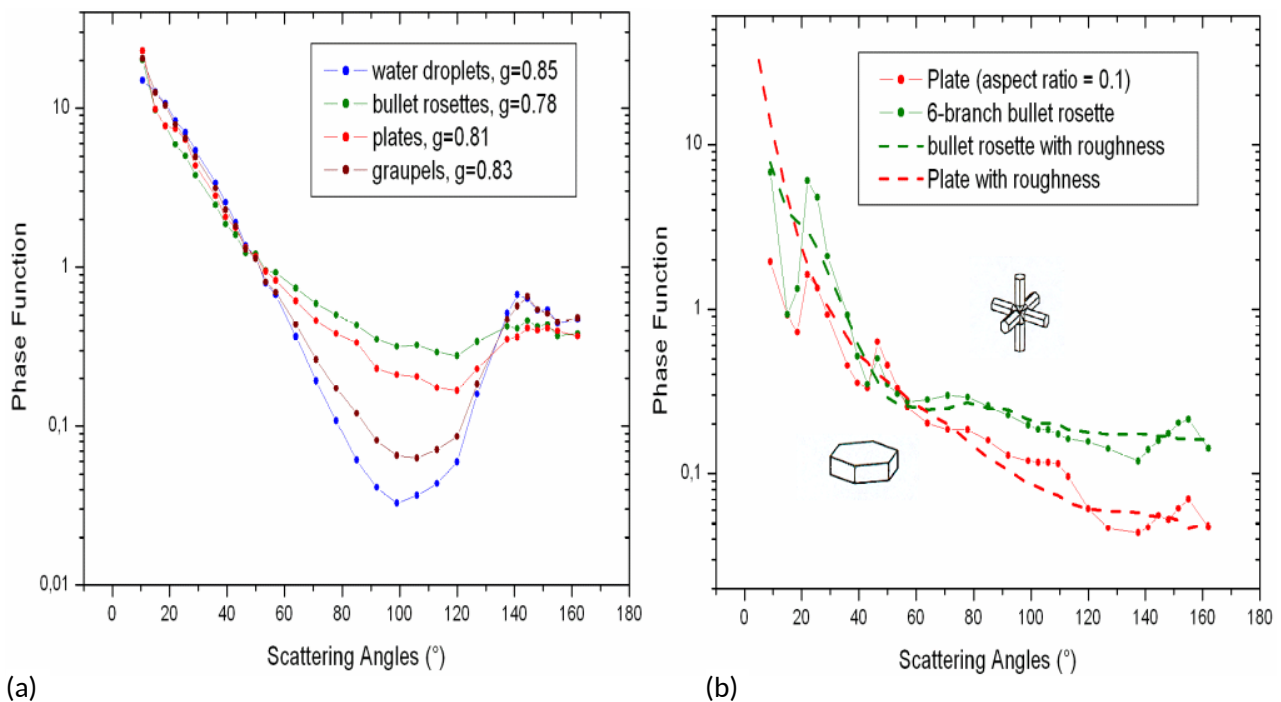 water droplets, g=0.85
bullet rosettes, g=0.78
plates, g=0.81
graupels, g=0.83
Phase Function
10
1
0,1
0,01
0 20 40 60 80 100 120 140 160 180
Scattering Angles (°)
(a)
Plate (aspect ratio = 0.1)
6-branch bullet rosette
bullet rosette with roughness
Plate with roughness
Phase Function
10
1
0,1
0 20 40 60 80 100 120 140 160 180
Scattering Angles (°)
(b)